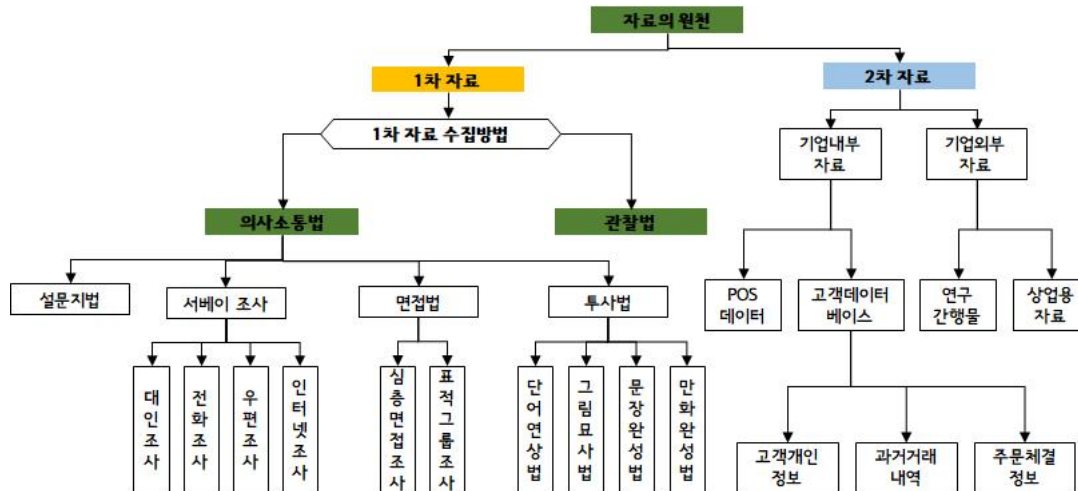 자료의 원천
1차 자료
2차 자료
1차 자료 수집방법
기업내부
자료
기업외부
자료
의사소통법
관찰법
설문지법
서베이 조사
면접법
투사법
POS
데이터
고객데이터
베이스
연구
간행물
상업용
자료
대인조사
전화조사
우편조사
인터넷조사
심층면접조사
표적그룹조사
단어연상법
그림묘사법
문장완성법
만화완성법
고객개인
정보
과거거래
내역
주문체결
정보